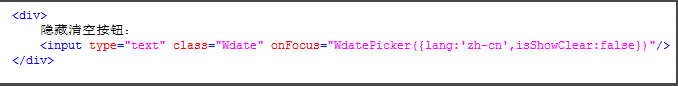 <div>
隐藏清空按钮:
<input type="text" class="Wdate" onFocus="WdatePicker({lang:'zh-cn',isShowClear:false})"/>
</div>